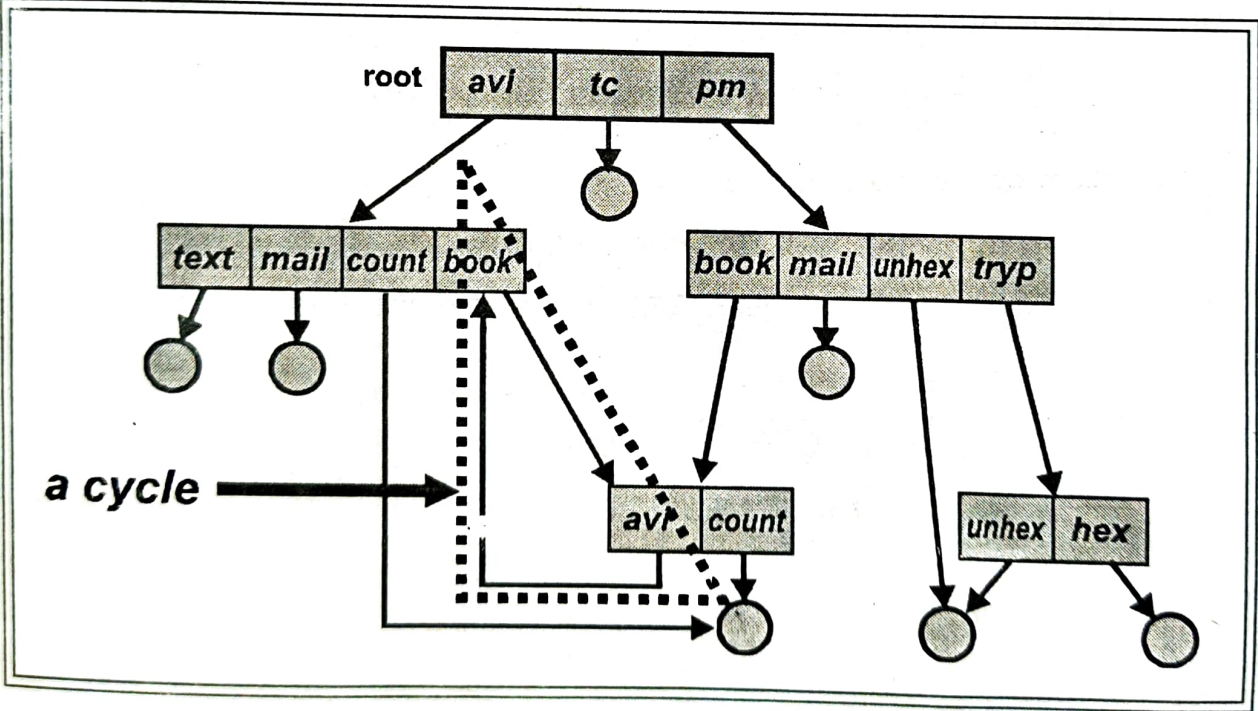 root avi tc pm
text mail count book
book mail unhex tryp
a cycle
avi count
unhex hex